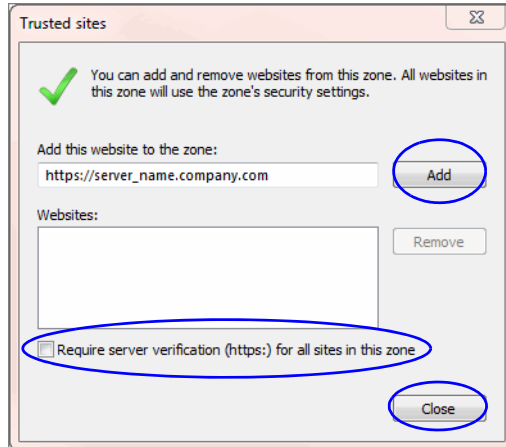 Trusted sites
You can add and remove websites from this zone. All websites in
this zone will use the zone's security settings.
Add this website to the zone:
https://server_name.company.com
Add
Websites:
Remove
Require server verification (https:) for all sites in this zone
Close